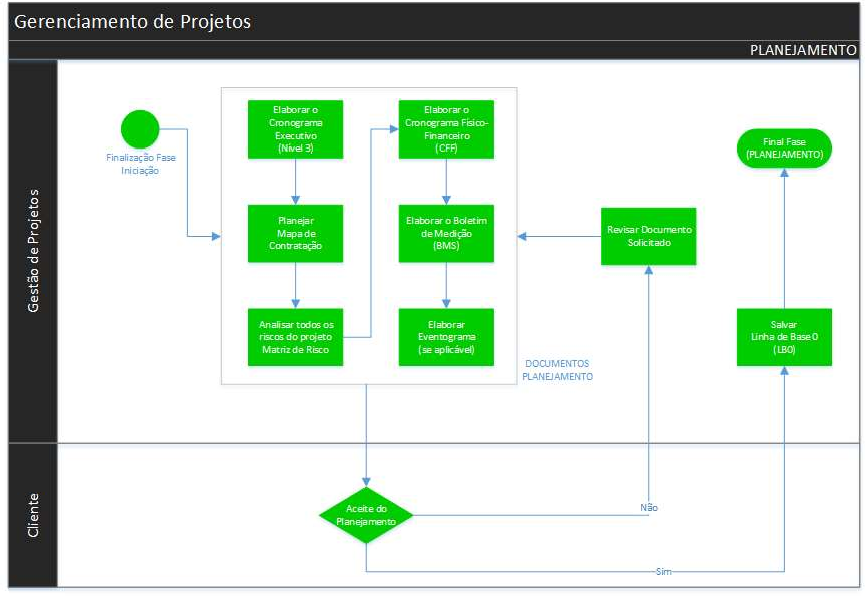 Gerenciamento de Projetos
PLANEJAMENTO
Gestão de Projetos
Finalização Fase
Iniciação
Elaborar o
Cronograma
Executivo
(Nível 3)
Planejar
Mapa de
Contratação
Analisar todos os
riscos do projeto
Matriz de Risco
Elaborar o
Cronograma Físico-
Financeiro
(CFF)
Elaborar o Boletim
de Medição
(BMS)
Elaborar
Eventograma
(se aplicável)
DOCUMENTOS
PLANEJAMENTO
Revisar Documento
Solicitado
Final Fase
(PLANEJAMENTO)
Salvar
Linha de Base 0
(LB0)
Cliente
Aceite do
Planejamento
Não
Sim